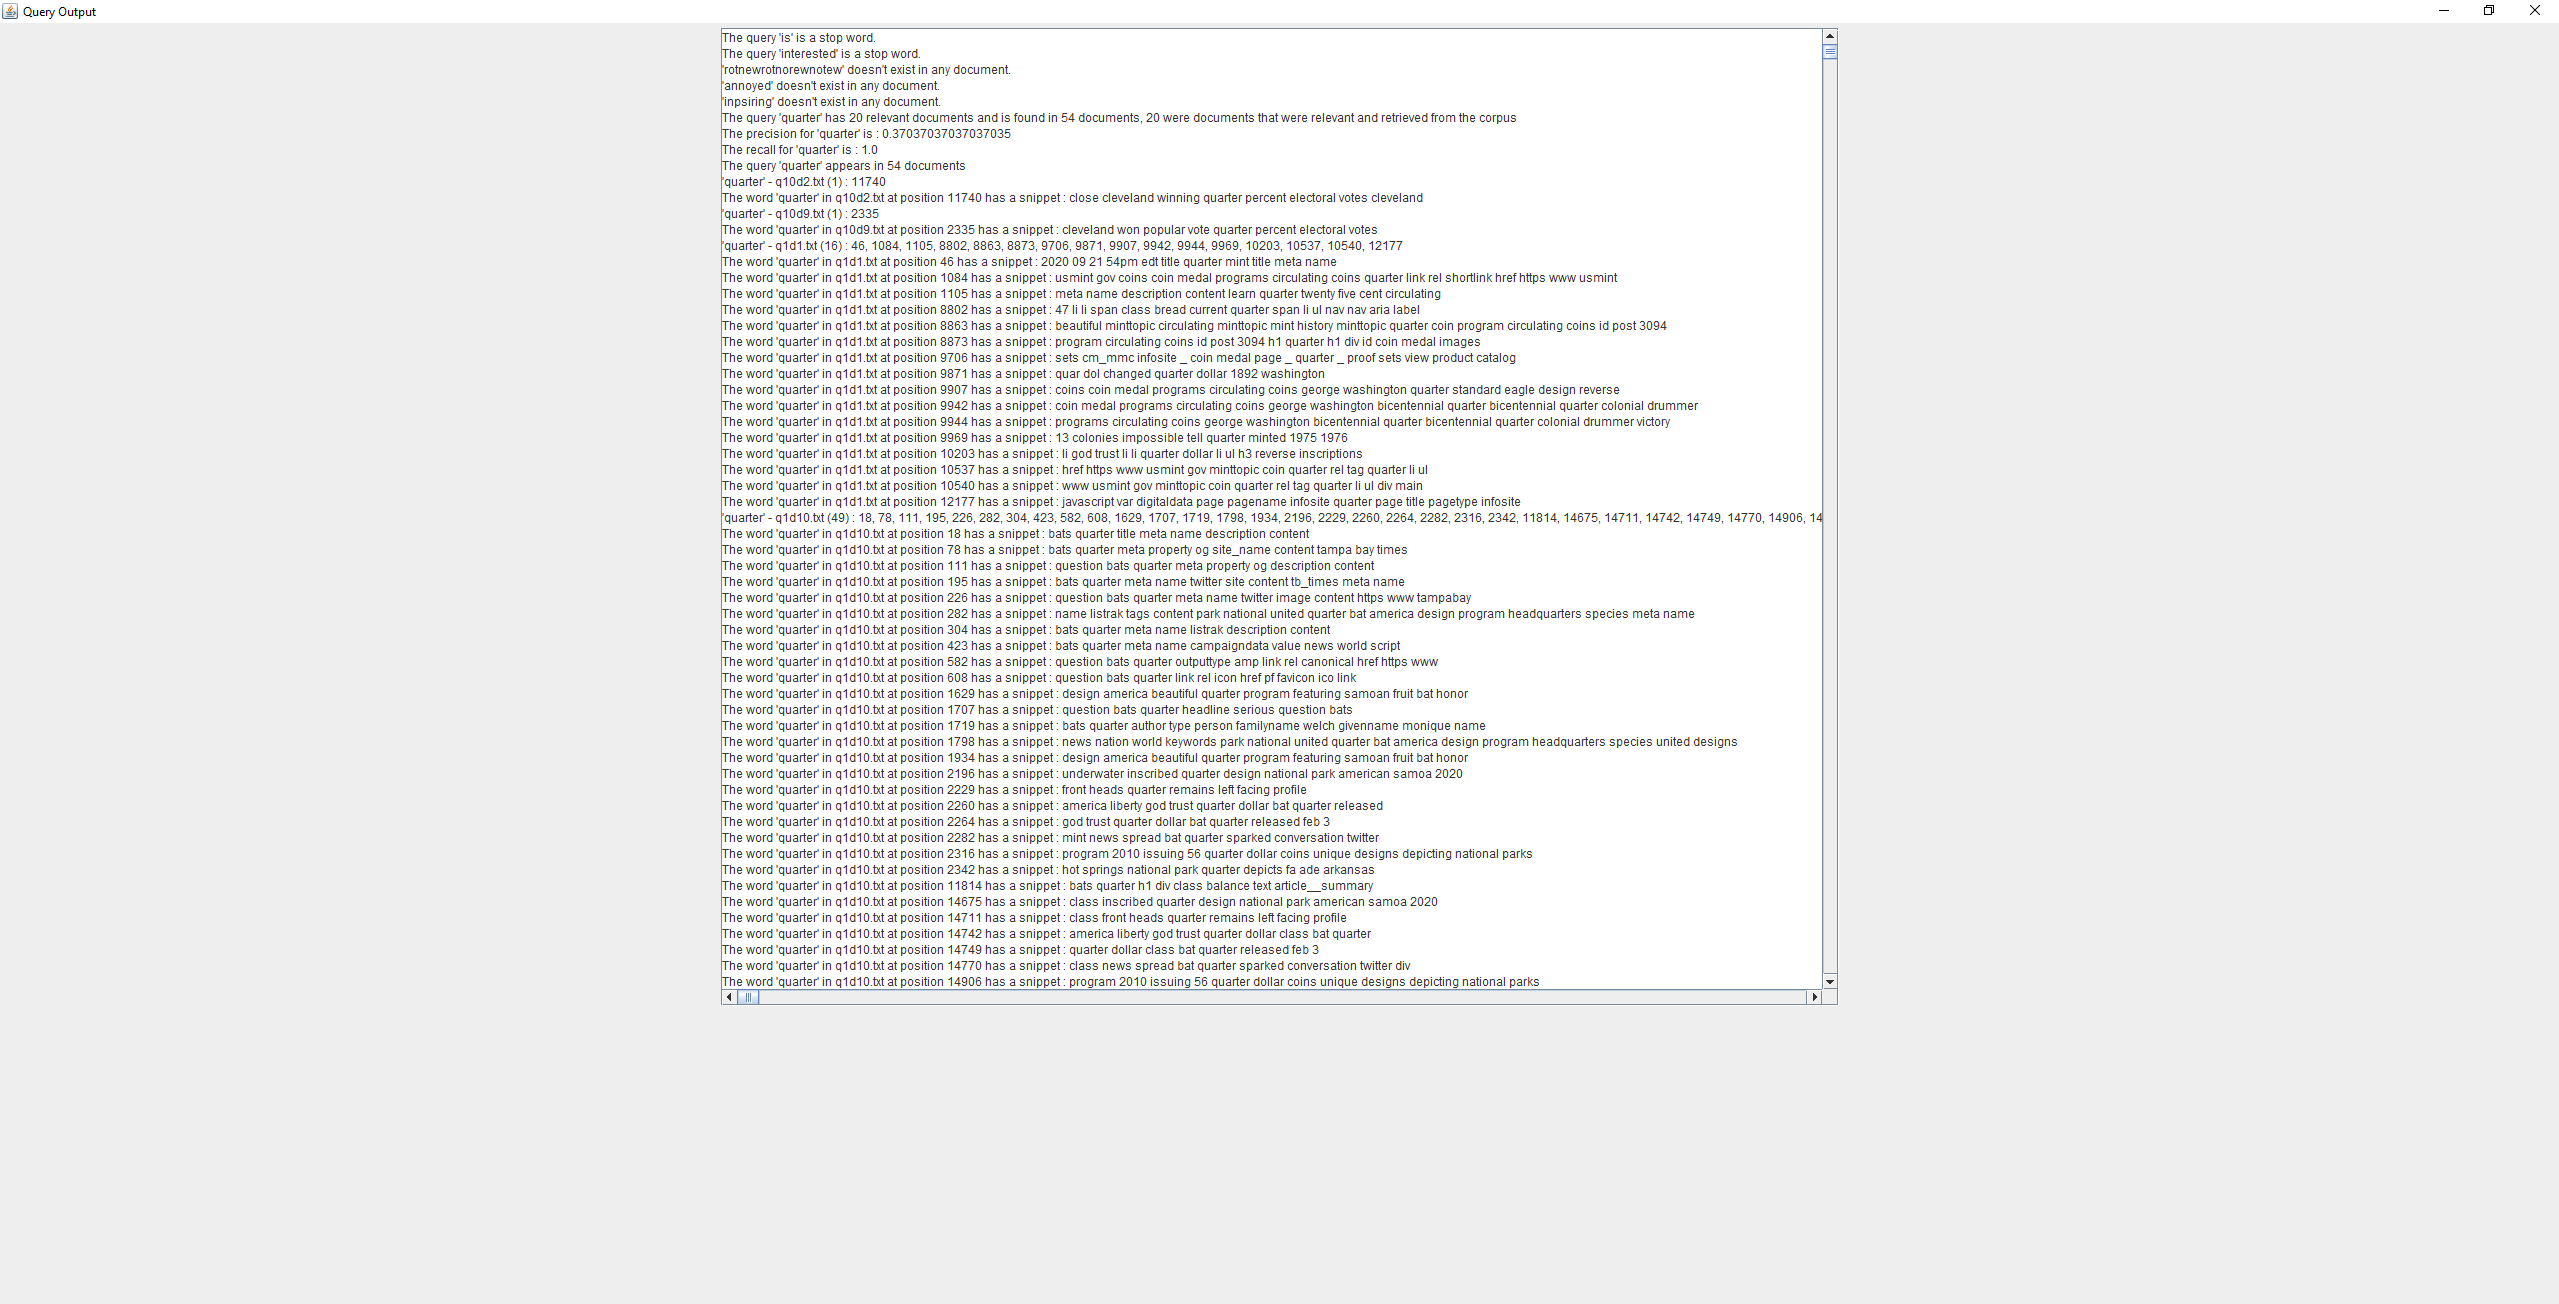 Query Output
The query 'is' is a stop word.
The query 'interested' is a stop word.
'rotnewrotnorewnotew' doesn't exist in any document.
'annoyed' doesn't exist in any document.
'inpsiring' doesn't exist in any document.
The query 'quarter' has 20 relevant documents and is found in 54 documents, 20 were documents that were relevant and retrieved from the corpus
The precision for 'quarter' is : 0.37037037037037035
The recall for 'quarter' is : 1.0
The query 'quarter' appears in 54 documents
'quarter' - q10d2.txt (1) : 11740
The word 'quarter' in q10d2.txt at position 11740 has a snippet : close cleveland winning quarter percent electoral votes cleveland
'quarter' - q10d9.txt (1) : 2335
The word 'quarter' in q10d9.txt at position 2335 has a snippet : cleveland won popular vote quarter percent electoral votes
'quarter' - q1d1.txt (16) : 46, 1084, 1105, 8802, 8863, 8873, 9706, 9871, 9907, 9942, 9944, 9969, 10203, 10537, 10540, 12177
The word 'quarter' in q1d1.txt at position 46 has a snippet : 2020 09 21 54pm edt title quarter mint title meta name
The word 'quarter' in q1d1.txt at position 1084 has a snippet : usmint gov coins coin medal programs circulating coins quarter link rel shortlink href https www usmint
The word 'quarter' in q1d1.txt at position 1105 has a snippet : meta name description content learn quarter twenty five cent circulating
The word 'quarter' in q1d1.txt at position 8802 has a snippet : 47 li li span class bread current quarter span li ul nav nav aria label
The word 'quarter' in q1d1.txt at position 8863 has a snippet : beautiful minttopic circulating minttopic mint history minttopic quarter coin program circulating coins id post 3094
The word 'quarter' in q1d1.txt at position 8873 has a snippet : program circulating coins id post 3094 h1 quarter h1 div id coin medal images
The word 'quarter' in q1d1.txt at position 9706 has a snippet : sets cm_mmc infosite _ coin medal page _ quarter _ proof sets view product catalog
The word 'quarter' in q1d1.txt at position 9871 has a snippet : quar dol changed quarter dollar 1892 washington
The word 'quarter' in q1d1.txt at position 9907 has a snippet : coins coin medal programs circulating coins george washington quarter standard eagle design reverse
The word 'quarter' in q1d1.txt at position 9942 has a snippet : coin medal programs circulating coins george washington bicentennial quarter bicentennial quarter colonial drummer
The word 'quarter' in q1d1.txt at position 9944 has a snippet : programs circulating coins george washington bicentennial quarter bicentennial quarter colonial drummer victory
The word 'quarter' in q1d1.txt at position 9969 has a snippet : 13 colonies impossible tell quarter minted 1975 1976
The word 'quarter' in q1d1.txt at position 10203 has a snippet : li god trust li li quarter dollar li ul h3 reverse inscriptions
The word 'quarter' in q1d1.txt at position 10537 has a snippet : href https www usmint gov minttopic coin quarter rel tag quarter li ul
The word 'quarter' in q1d1.txt at position 10540 has a snippet : www usmint gov minttopic coin quarter rel tag quarter li ul div main
The word 'quarter' in q1d1.txt at position 12177 has a snippet : javascript var digitaldata page pagename infosite quarter page title pagetype infosite
'quarter' - q1d10.txt (49) : 18, 78, 111, 195, 226, 282, 304, 423, 582, 608, 1629, 1707, 1719, 1798, 1934, 2196, 2229, 2260, 2264, 2282, 2316, 2342, 11814, 14675, 14711, 14742, 14749, 14770, 14906, 14
The word 'quarter' in q1d10.txt at position 18 has a snippet : bats quarter title meta name description content
The word 'quarter' in q1d10.txt at position 78 has a snippet : bats quarter meta property og site_name content tampa bay times
The word 'quarter' in q1d10.txt at position 111 has a snippet : question bats quarter meta property og description content
The word 'quarter' in q1d10.txt at position 195 has a snippet : bats quarter meta name twitter site content tb_times meta name
The word 'quarter' in q1d10.txt at position 226 has a snippet : question bats quarter meta name twitter image content https www tampabay
The word 'quarter' in q1d10.txt at position 282 has a snippet : name listrak tags content park national united quarter bat america design program headquarters species meta name
The word 'quarter' in q1d10.txt at position 304 has a snippet : bats quarter meta name listrak description content
The word 'quarter' in q1d10.txt at position 423 has a snippet : bats quarter meta name campaigndata value news world script
The word 'quarter' in q1d10.txt at position 582 has a snippet : question bats quarter outputtype amp link rel canonical href https www
The word 'quarter' in q1d10.txt at position 608 has a snippet : question bats quarter link rel icon href pf favicon ico link
The word 'quarter' in q1d10.txt at position 1629 has a snippet : design america beautiful quarter program featuring samoan fruit bat honor
The word 'quarter' in q1d10.txt at position 1707 has a snippet : question bats quarter headline serious question bats
The word 'quarter' in q1d10.txt at position 1719 has a snippet : bats quarter author type person familyname welch givenname monique name
The word 'quarter' in q1d10.txt at position 1798 has a snippet : news nation world keywords park national united quarter bat america design program headquarters species united designs
The word 'quarter' in q1d10.txt at position 1934 has a snippet : design america beautiful quarter program featuring samoan fruit bat honor
The word 'quarter' in q1d10.txt at position 2196 has a snippet : underwater inscribed quarter design national park american samoa 2020
The word 'quarter' in q1d10.txt at position 2229 has a snippet : front heads quarter remains left facing profile
The word 'quarter' in q1d10.txt at position 2260 has a snippet : america liberty god trust quarter dollar bat quarter released
The word 'quarter' in q1d10.txt at position 2264 has a snippet : god trust quarter dollar bat quarter released feb 3
The word 'quarter' in q1d10.txt at position 2282 has a snippet : mint news spread bat quarter sparked conversation twitter
The word 'quarter' in q1d10.txt at position 2316 has a snippet : program 2010 issuing 56 quarter dollar coins unique designs depicting national parks
The word 'quarter' in q1d10.txt at position 2342 has a snippet : hot springs national park quarter depicts fa ade arkansas
The word 'quarter' in q1d10.txt at position 11814 has a snippet : bats quarter h1 div class balance text article__summary
The word 'quarter' in q1d10.txt at position 14675 has a snippet : class inscribed quarter design national park american samoa 2020
The word 'quarter' in q1d10.txt at position 14711 has a snippet : class front heads quarter remains left facing profile
The word 'quarter' in q1d10.txt at position 14742 has a snippet : america liberty god trust quarter dollar class bat quarter
The word 'quarter' in q1d10.txt at position 14749 has a snippet : quarter dollar class bat quarter released feb 3
The word 'quarter' in q1d10.txt at position 14770 has a snippet : class news spread bat quarter sparked conversation twitter div
The word 'quarter' in q1d10.txt at position 14906 has a snippet : program 2010 issuing 56 quarter dollar coins unique designs depicting national parks